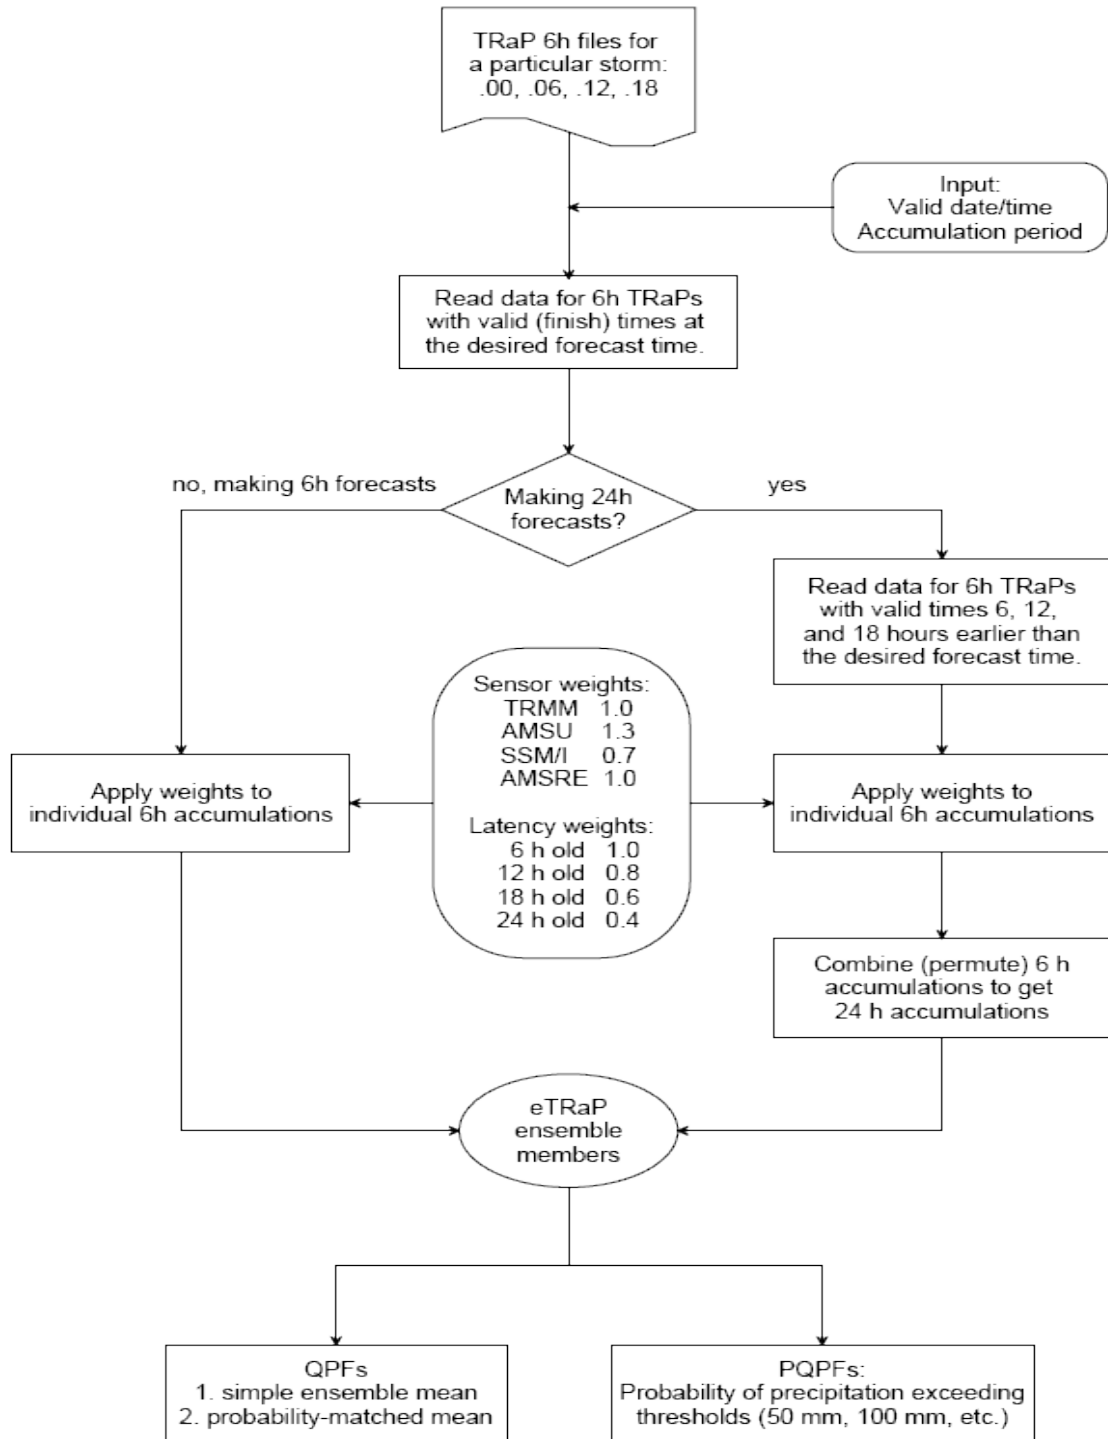 TRaP 6h files for
a particular storm:
.00, .06, .12, .18
Input:
Valid date/time
Accumulation period
Read data for 6h TRaPs
with valid (finish) times at
the desired forecast time.
no, making 6h forecasts
Making 24h
forecasts?
yes
Read data for 6h TRaPs
with valid times 6, 12,
and 18 hours earlier than
the desired forecast time.
Sensor weights:
TRMM 1.0
AMSU 1.3
SSM/I 0.7
AMSRE 1.0
Latency weights:
6 h old 1.0
12 h old 0.8
18 h old 0.6
24 h old 0.4
Apply weights to
individual 6h accumulations
Apply weights to
individual 6h accumulations
Combine (permute) 6 h
accumulations to get
24 h accumulations
eTRaP
ensemble
members
QPFs
1. simple ensemble mean
2. probability-matched mean
PQPFs:
Probability of precipitation exceeding
thresholds (50 mm, 100 mm, etc.)